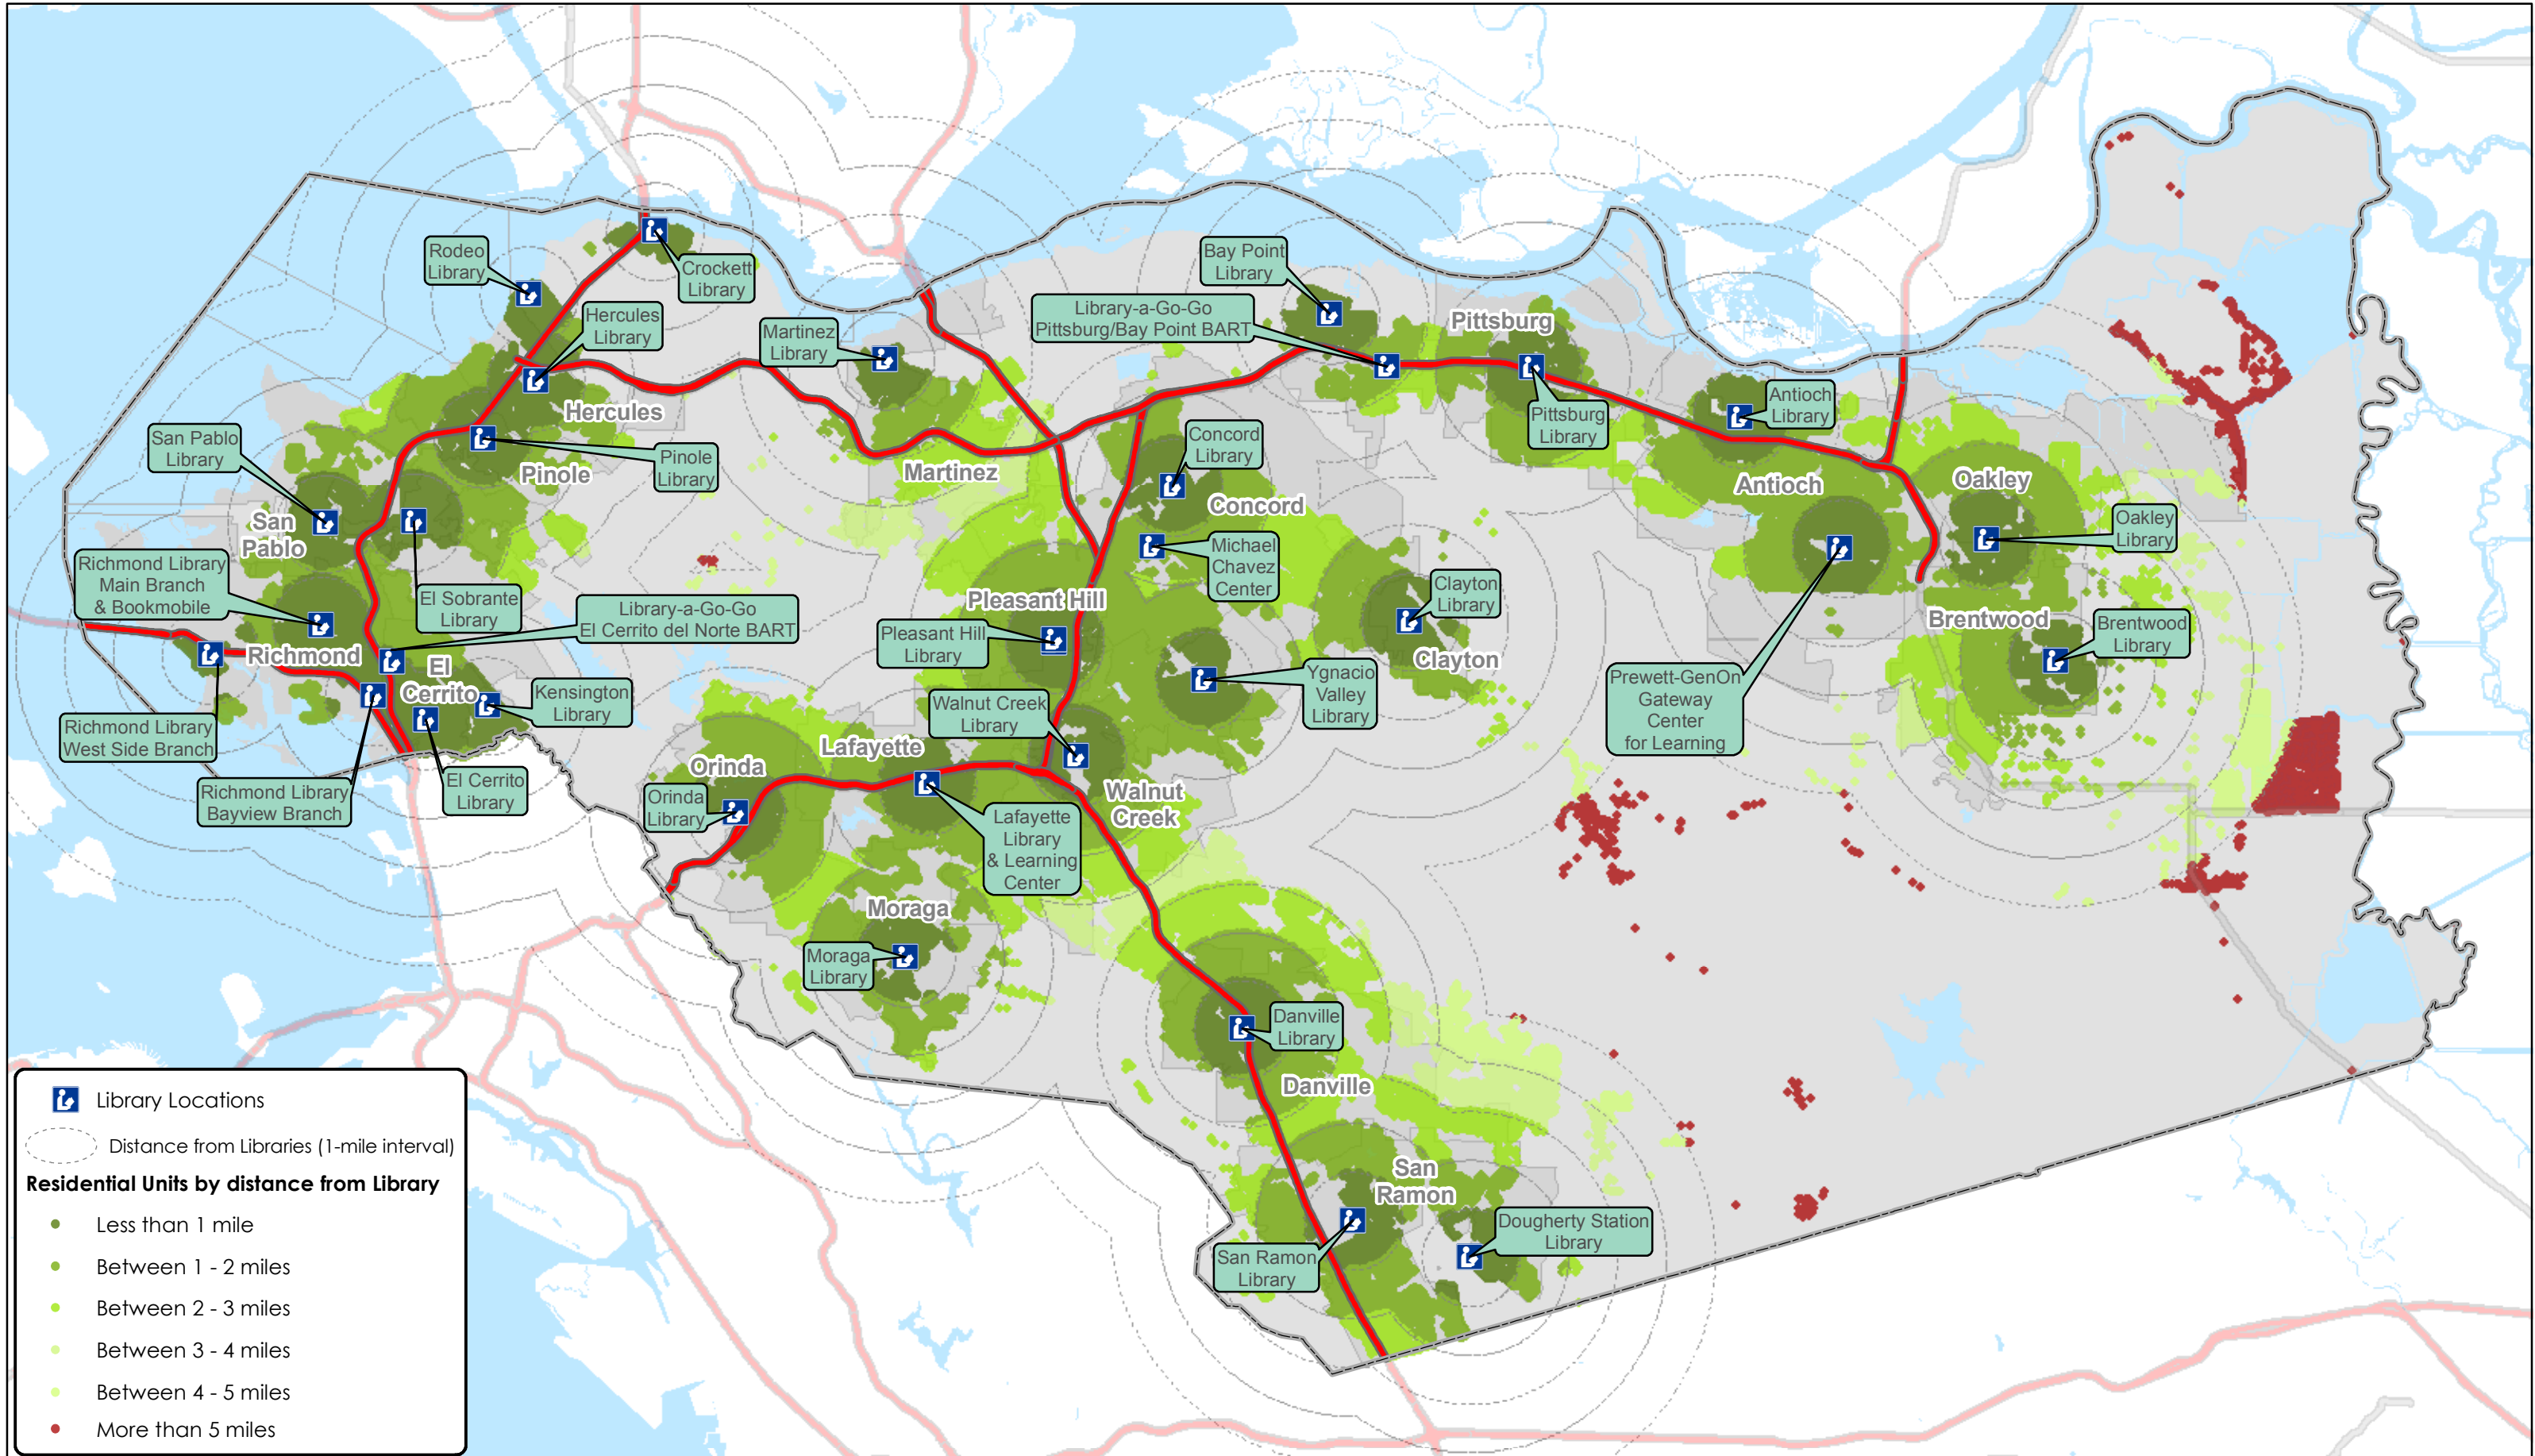 Rodeo
Library
Crockett
Library
Hercules
Library
Martinez
Library
Bay Point
Library
Library-a-Go-Go
Pittsburg/Bay Point BART
Pittsburg
Pittsburg
Library
Antioch
Library
Hercules
San Pablo
Library
Pinole
Library
Pinole
Martinez
Concord
Library
Concord
Antioch
Oakley
Oakley
Library
San
Pablo
Richmond Library
Main Branch
& Bookmobile
El Sobrante
Library
Library-a-Go-Go
El Cerrito del Norte BART
Michael
Chavez
Center
Pleasant Hill
Pleasant Hill
Library
Clayton
Library
Clayton
Brentwood
Brentwood
Library
Richmond
El
Cerrito
Kensington
Library
Ygnacio
Valley
Library
Prewett-GenOn
Gateway
Center
for Learning
Richmond Library
West Side Branch
Walnut Creek
Library
Richmond Library
Bayview Branch
El Cerrito
Library
Orinda
Orinda
Library
Lafayette
Lafayette
Library
& Learning
Center
Walnut
Creek
Moraga
Moraga
Library
Danville
Library
Danville
San
Ramon
San Ramon
Library
Dougherty Station
Library
Library Locations
Distance from Libraries (1-mile interval)
Residential Units by distance from Library
Less than 1 mile
Between 1 - 2 miles
Between 2 - 3 miles
Between 3 - 4 miles
Between 4 - 5 miles
More than 5 miles